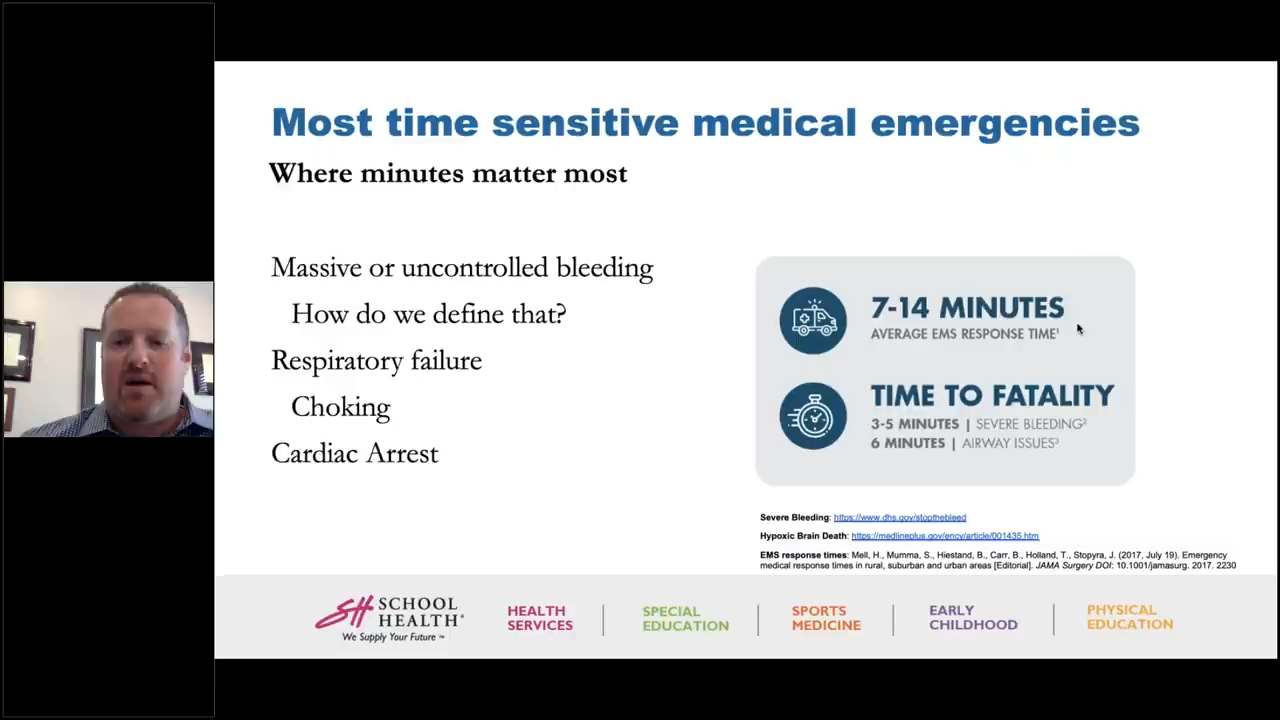 Most time sensitive medical emergencies
Where minutes matter most
Massive or uncontrolled bleeding
How do we define that?
Respiratory failure
Choking
Cardiac Arrest
7-14 MINUTES
AVERAGE EMS RESPONSE TIME¹
TIME TO FATALITY
3-5 MINUTES | SEVERE BLEEDING²
6 MINUTES | AIRWAY ISSUES³
Severe Bleeding: https://www.dhs.gov/stopthebleed
Hypoxic Brain Death: https://medlineplus.gov/ency/article/001435.htm
EMS response times: Mell, H., Mumma, S., Hiestand, B., Carr, B., Holland, T., Stopyra, J. (2017, July 19). Emergency
medical response times in rural, suburban and urban areas [Editorial]. JAMA Surgery DOI: 10.1001/jamasurg. 2017. 2230
SH SCHOOL
HEALTH®
We Supply Your Future ™
HEALTH
SERVICES
SPECIAL
EDUCATION
SPORTS
MEDICINE
EARLY
CHILDHOOD
PHYSICAL
EDUCATION